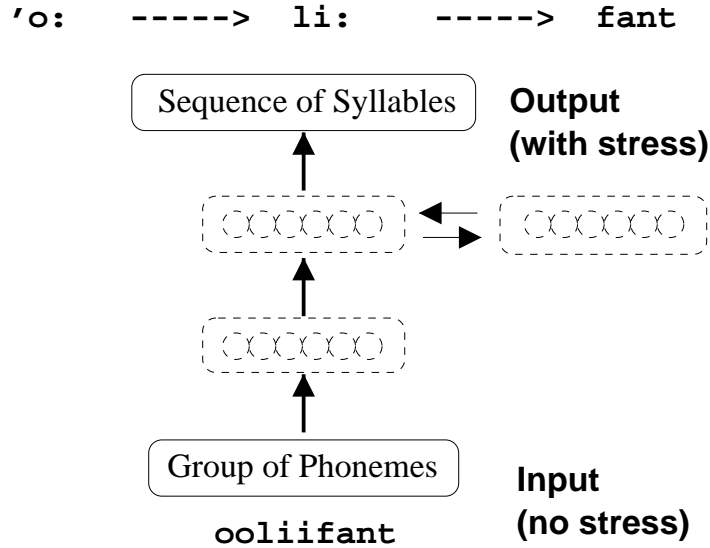 ’o: -----> li: -----> fant
Sequence of Syllables
Output
(with stress)
Group of Phonemes
Input
(no stress)
ooliifant